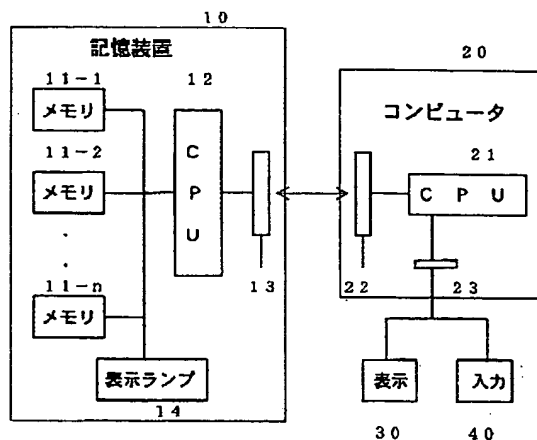 10
記憶装置
11-1
メモリ
11-2
メモリ
・
・
11-n
メモリ
12
C
P
U
13
表示ランプ
14
20
コンピュータ
21
C P U
22
23
表示
30
入力
40